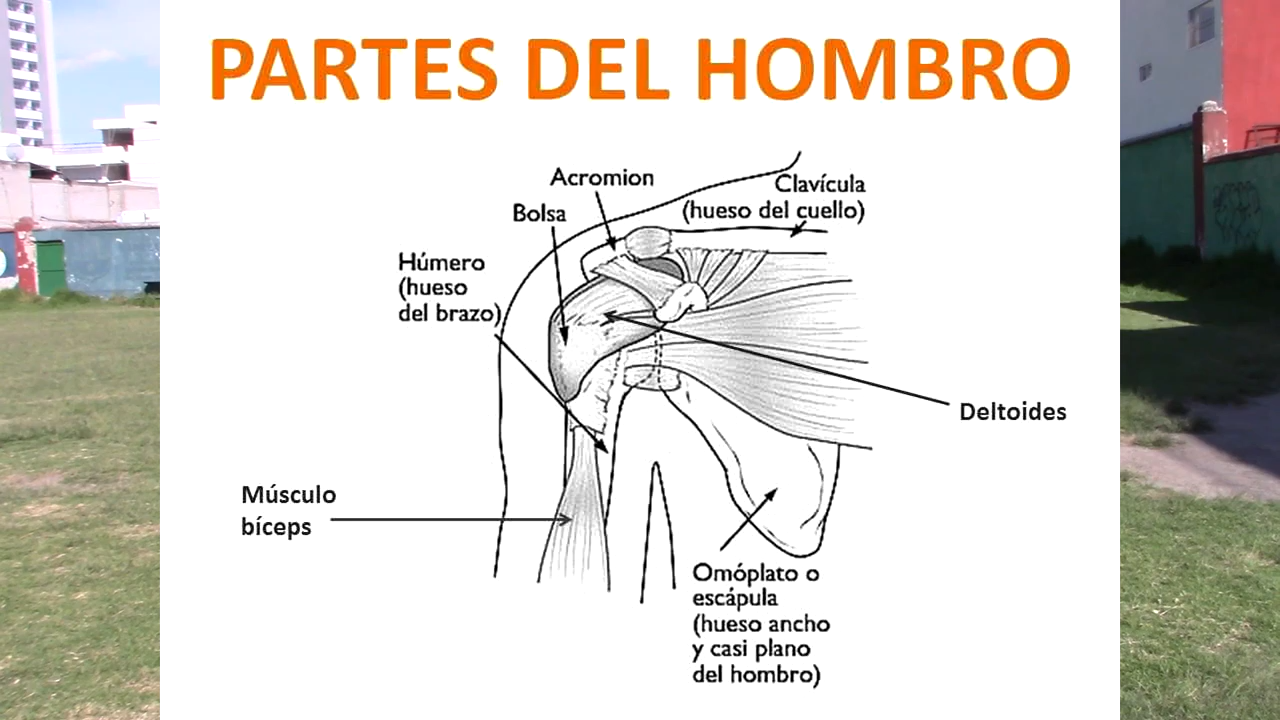 PARTES DEL HOMBRO
Acromion
Clavícula
(hueso del cuello)
Bolsa
Húmero
(hueso
del brazo)
Deltoides
Músculo
bíceps
Omóplato o
escápula
(hueso ancho
y casi plano
del hombro)